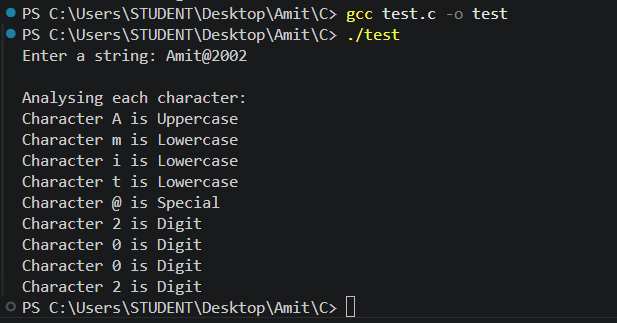 PS C:\Users\STUDENT\Desktop\Amit\C> gcc test.c -o test
PS C:\Users\STUDENT\Desktop\Amit\C> ./test
Enter a string: Amit@2002
Analysing each character:
Character A is Uppercase
Character m is Lowercase
Character i is Lowercase
Character t is Lowercase
Character @ is Special
Character 2 is Digit
Character 0 is Digit
Character 0 is Digit
Character 2 is Digit
PS C:\Users\STUDENT\Desktop\Amit\C>